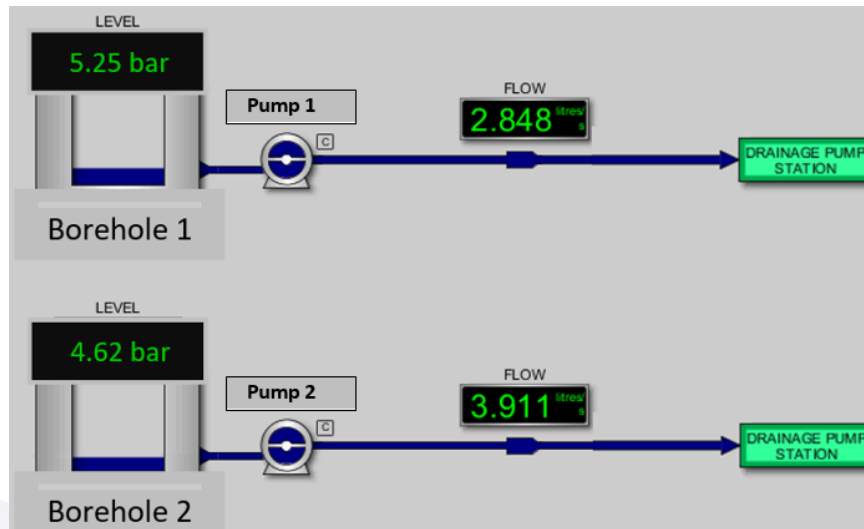 LEVEL
5.25 bar
Pump 1
C
FLOW
2.848 litres/
s
DRAINAGE PUMP
STATION
Borehole 1
LEVEL
4.62 bar
Pump 2
C
FLOW
3.911 litres/
s
DRAINAGE PUMP
STATION
Borehole 2